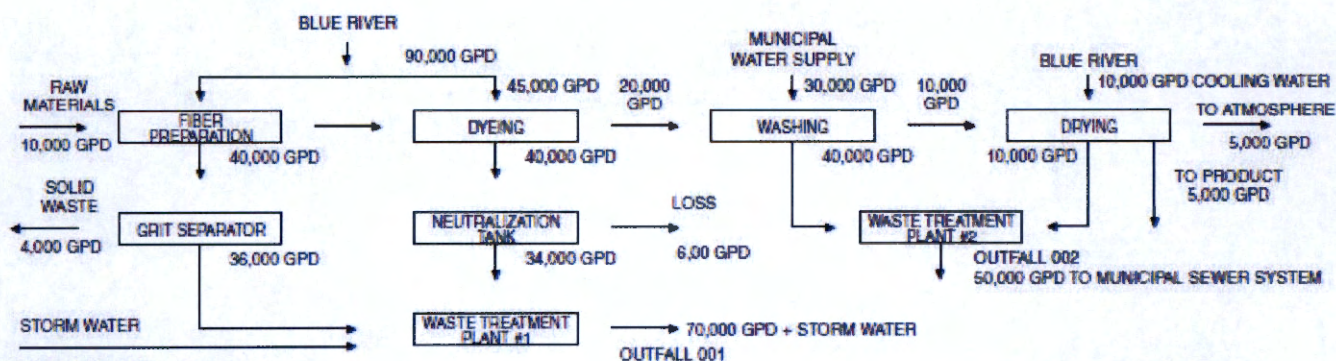 BLUE RIVER
90,000 GPD
45,000 GPD
20,000
GPD
MUNICIPAL
WATER SUPPLY
30,000 GPD
10,000
GPD
BLUE RIVER
10,000 GPD COOLING WATER
RAW
MATERIALS
10,000 GPD
FIBER
PREPARATION
40,000 GPD
DYEING
40,000 GPD
WASHING
40,000 GPD
DRYING
10,000 GPD
TO ATMOSPHERE
5,000 GPD
TO PRODUCT
5,000 GPD
SOLID
WASTE
4,000 GPD
GRIT SEPARATOR
36,000 GPD
NEUTRALIZATION
TANK
34,000 GPD
LOSS
6,00 GPD
WASTE TREATMENT
PLANT #2
OUTFALL 002
50,000 GPD TO MUNICIPAL SEWER SYSTEM
STORM WATER
WASTE TREATMENT
PLANT #1
70,000 GPD + STORM WATER
OUTFALL 001